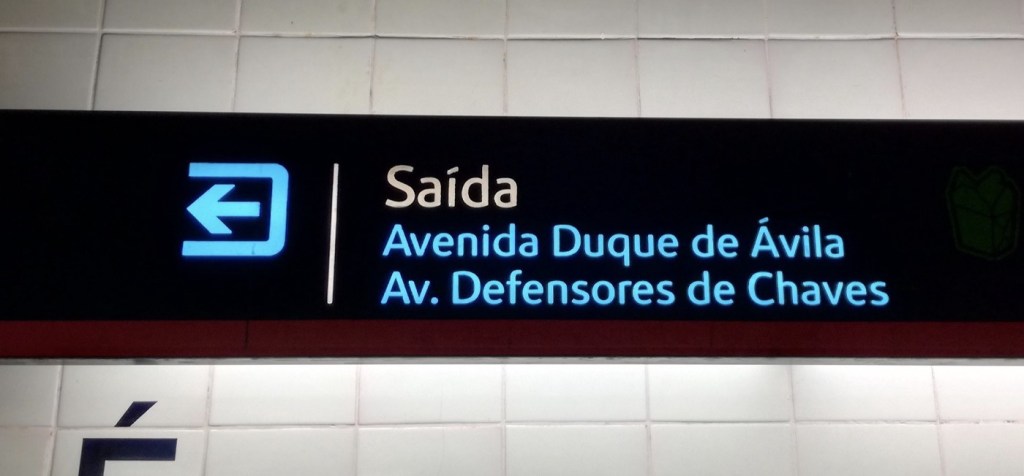 Saída
Avenida Duque de Ávila
Av. Defensores de Chaves
É